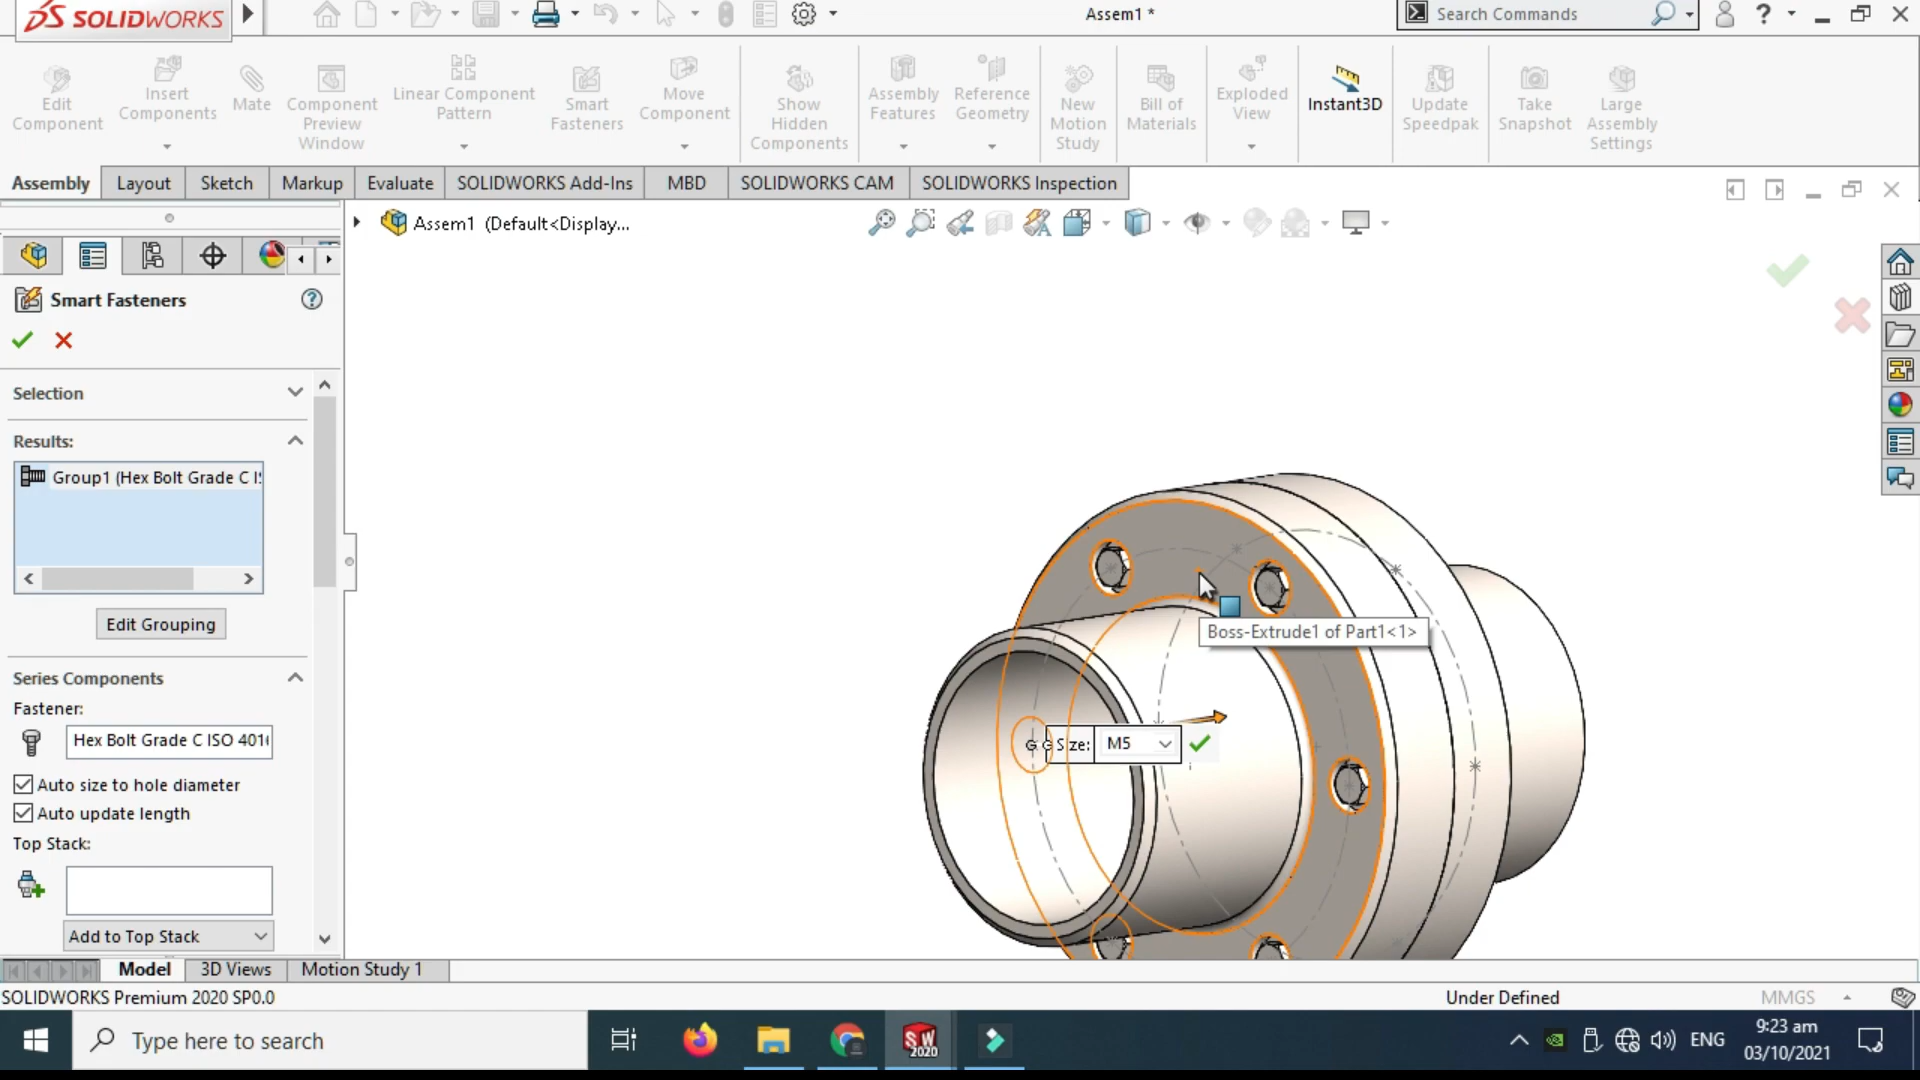 SOLIDWORKS
Assem1 *
Search Commands
Edit
Component
Insert
Components
Mate
Component
Preview
Window
Linear Component
Pattern
Smart
Fasteners
Move
Component
Show
Hidden
Components
Assembly
Features
Reference
Geometry
New
Motion
Study
Bill of
Materials
Exploded
View
Instant3D
Update
Speedpak
Take
Snapshot
Large
Assembly
Settings
Assembly
Layout
Sketch
Markup
Evaluate
SOLIDWORKS Add-Ins
MBD
SOLIDWORKS CAM
SOLIDWORKS Inspection
Assem1 (Default<Display...
Smart Fasteners
Selection
Results:
Group1 (Hex Bolt Grade C I
Edit Grouping
Series Components
Fastener:
Hex Bolt Grade C ISO 4016
Auto size to hole diameter
Auto update length
Top Stack:
Add to Top Stack
Boss-Extrude1 of Part1<1>
Size:
M5
Model
3D Views
Motion Study 1
SOLIDWORKS Premium 2020 SP0.0
Under Defined
MMGS
Type here to search
SW
2020
ENG
9:23 am
03/10/2021